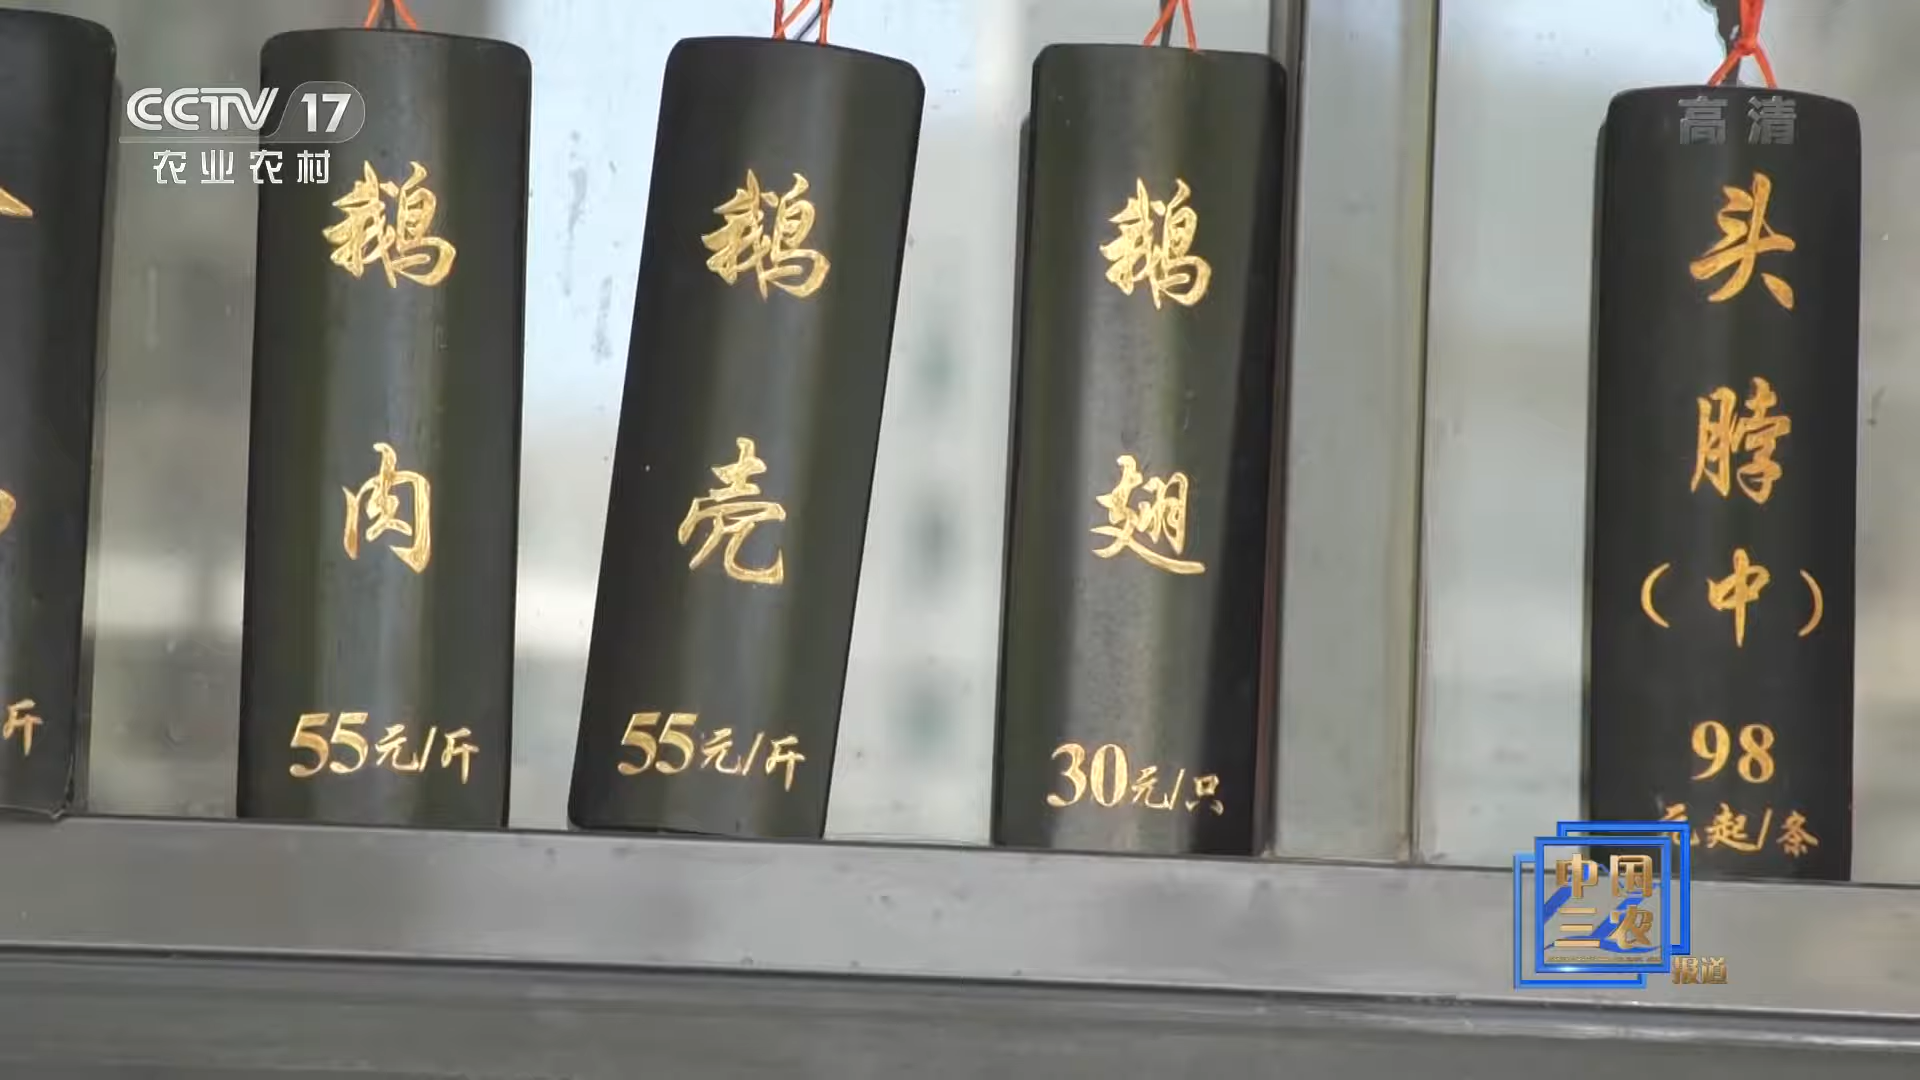 CCTV 17
农业农村
高清
斤
鹅肉
55元/斤
鹅壳
55元/斤
鹅翅
30元/只
头脖(中)
98
元起/条
中国
三农
报道